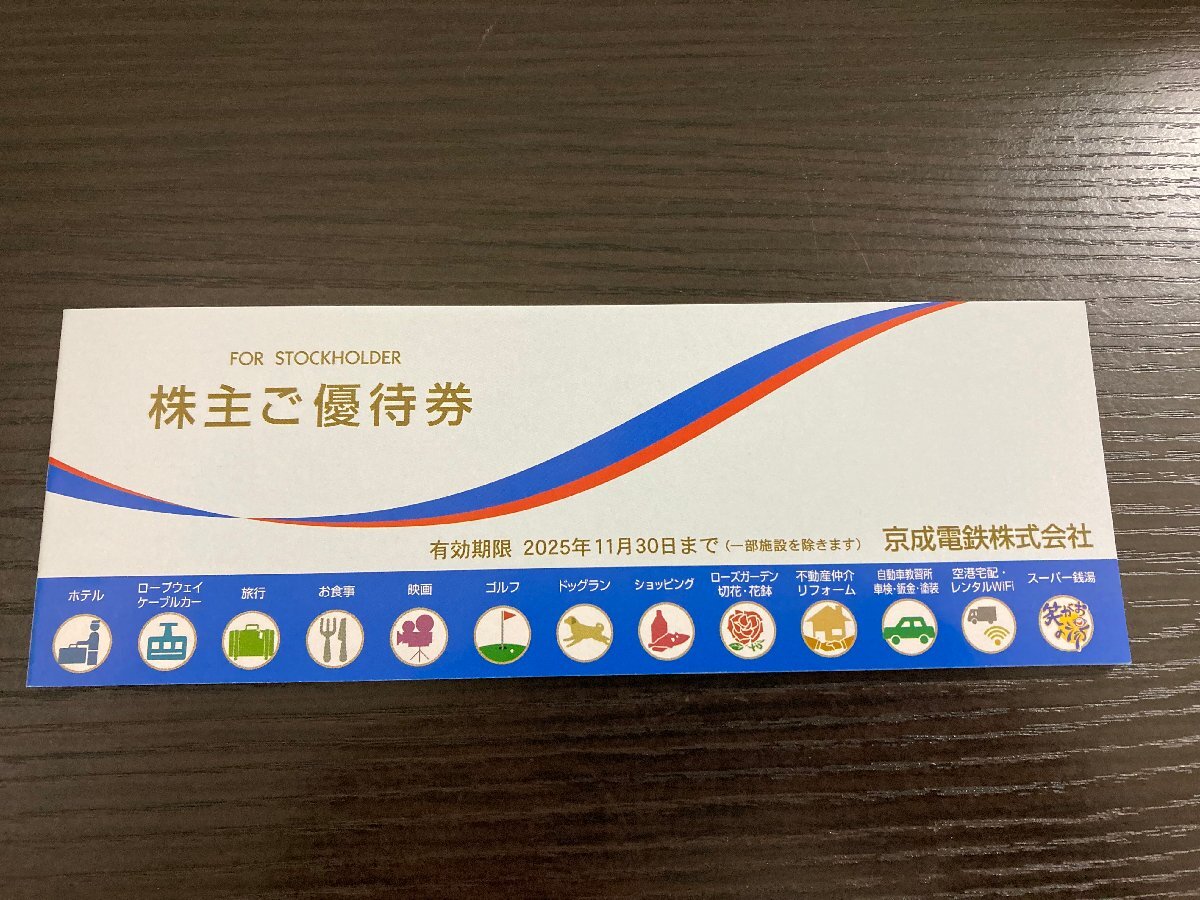 FOR STOCKHOLDER
株主ご優待券
有効期限 2025年11月30日まで(一部施設を除きます)
京成電鉄株式会社
ホテル
ロープウェイ
ケーブルカー
旅行
お食事
映画
ゴルフ
ドッグラン
ショッピング
ローズガーデン
切花・花鉢
不動産仲介
リフォーム
自動車教習所
車検・鈑金・塗装
空港宅配・
レンタルWiFi
スーパー銭湯
笑がおの湯